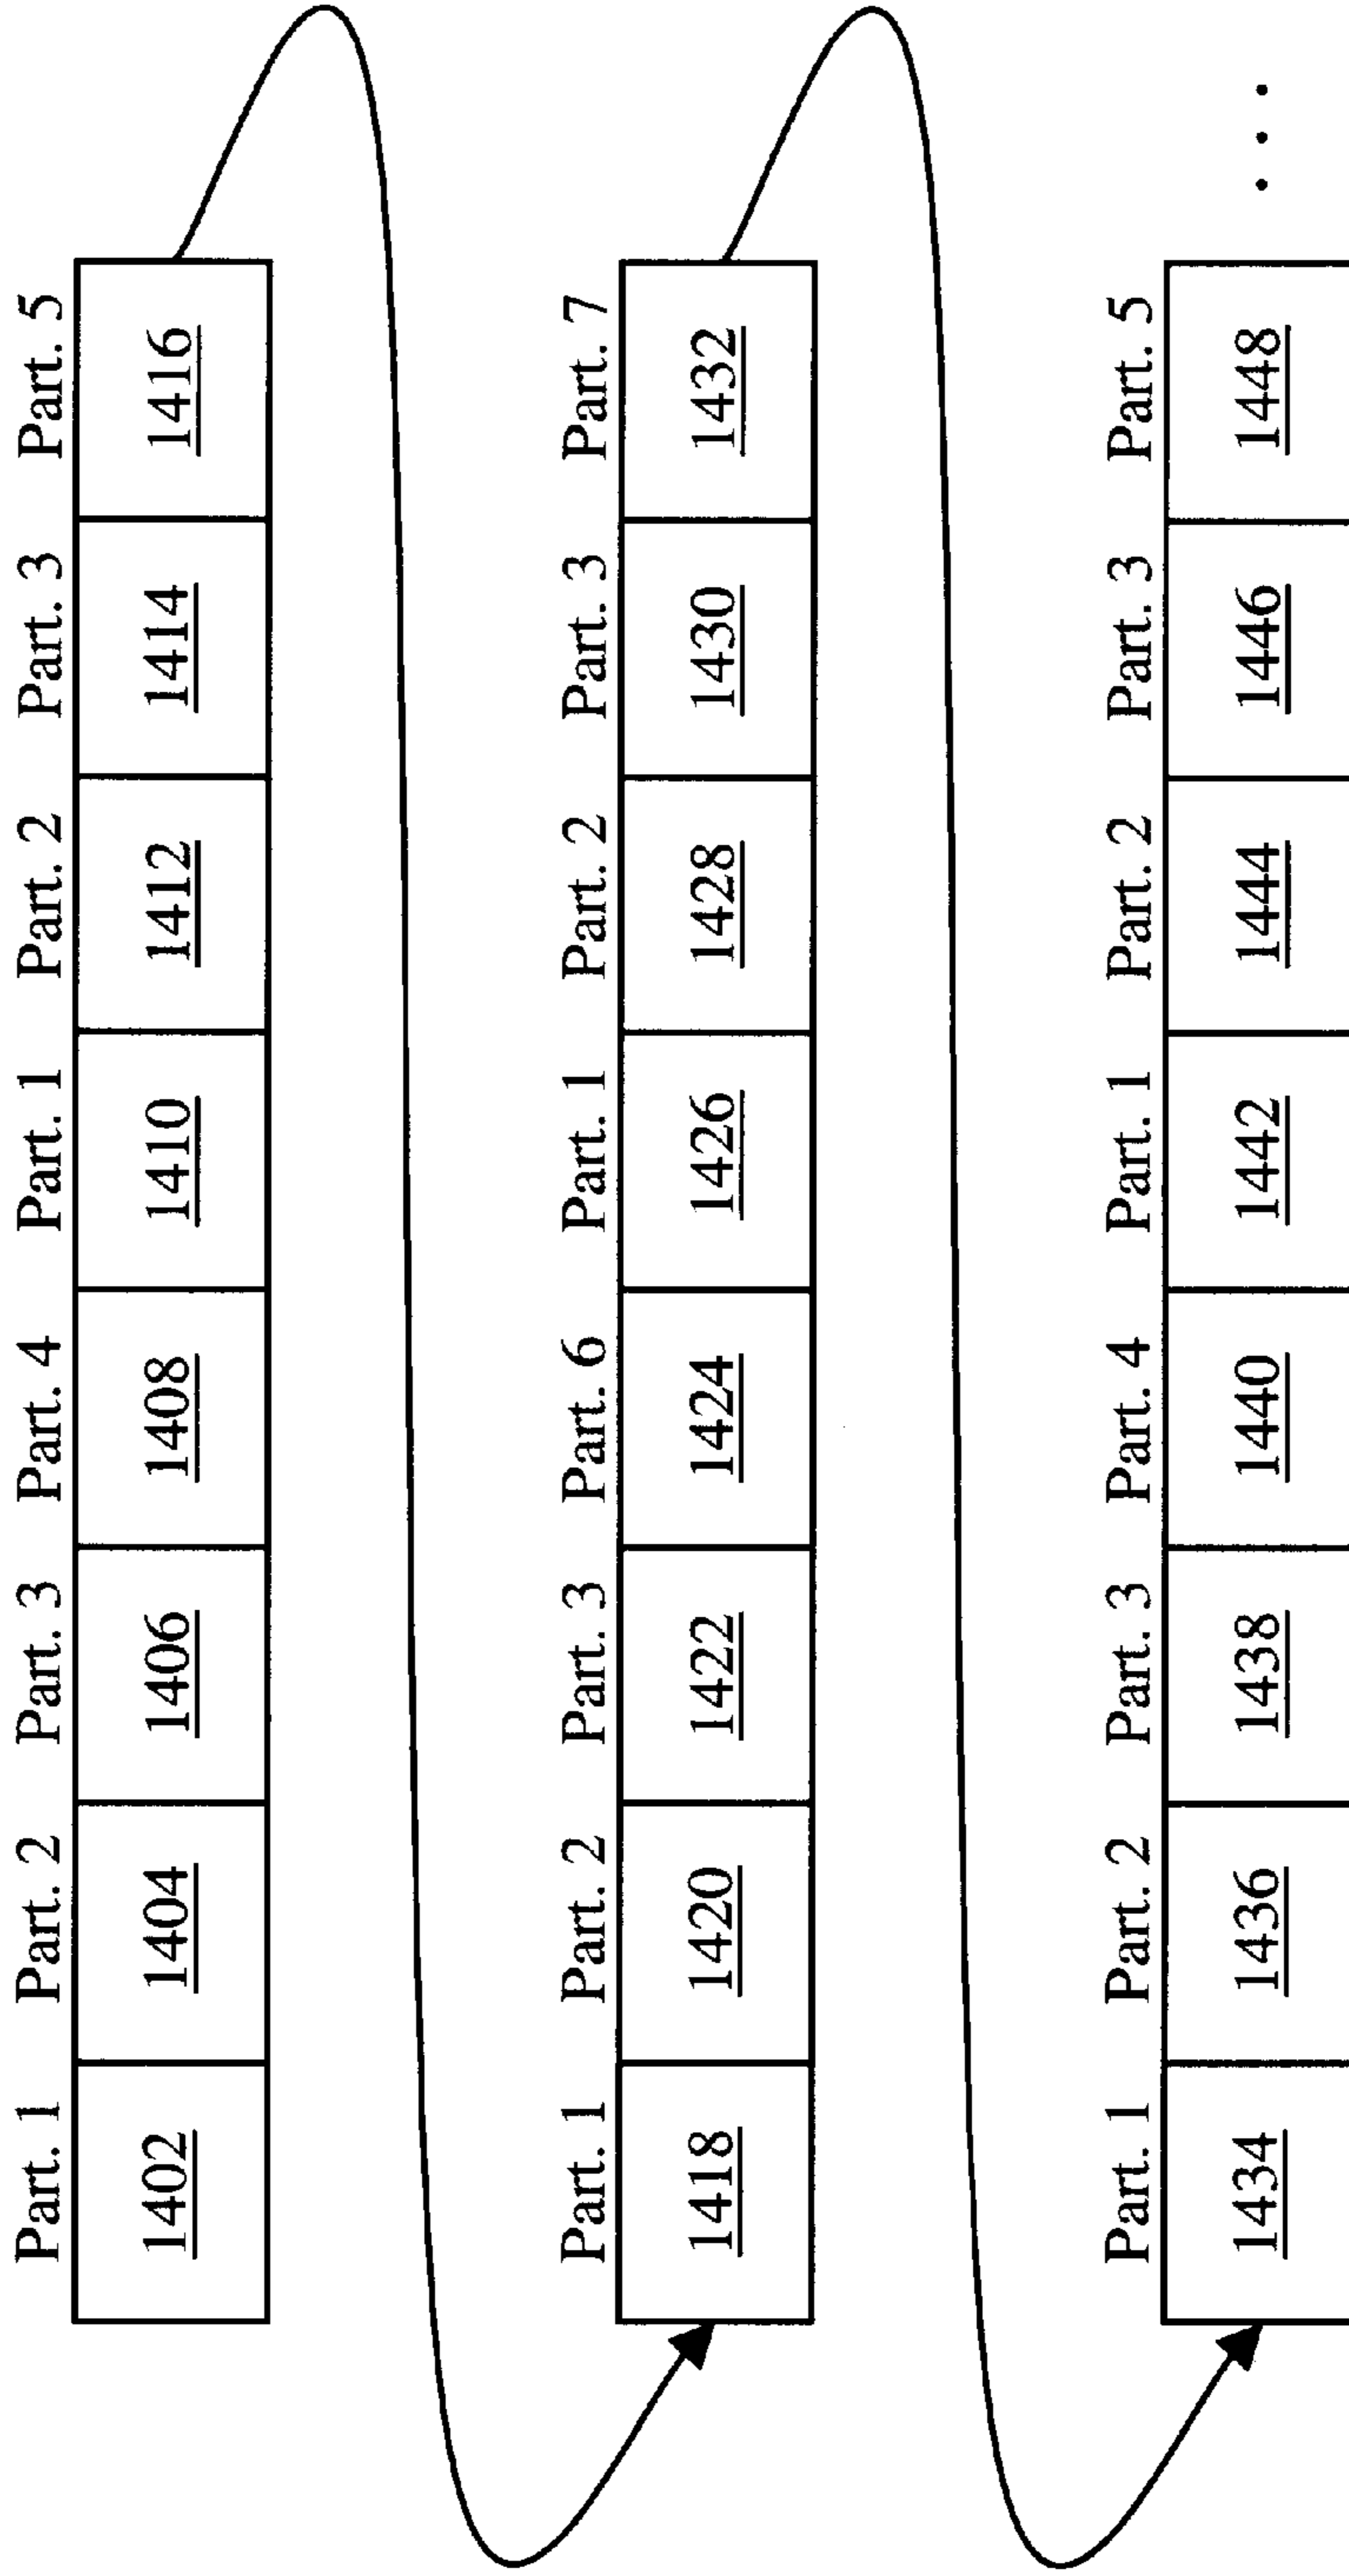 Part. 1 Part. 2 Part. 3 Part. 4 Part. 1 Part. 2 Part. 3 Part. 5
1402 1404 1406 1408 1410 1412 1414 1416
Part. 1 Part. 2 Part. 3 Part. 6 Part. 1 Part. 2 Part. 3 Part. 7
1418 1420 1422 1424 1426 1428 1430 1432
Part. 1 Part. 2 Part. 3 Part. 4 Part. 1 Part. 2 Part. 3 Part. 5
1434 1436 1438 1440 1442 1444 1446 1448 . . .